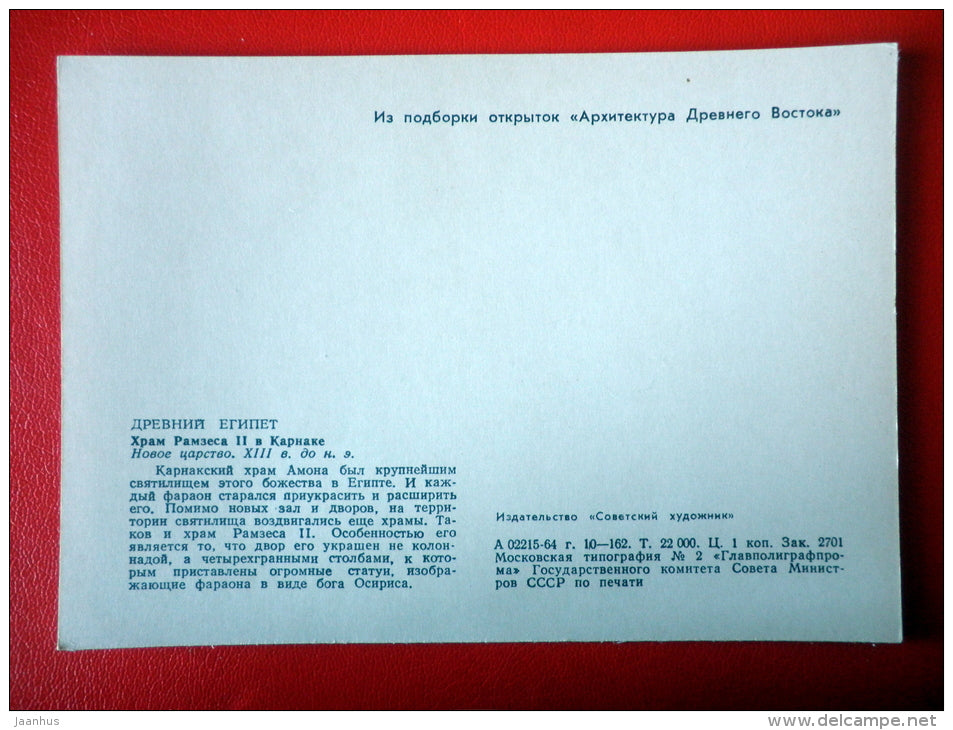 Из подборки открыток «Архитектура Древнего Востока»
ДРЕВНИЙ ЕГИПЕТ
Храм Рамзеса II в Карнаке
Новое царство. XIII в. до н. э.
Карнакский храм Амона был крупнейшим
святилищем этого божества в Египте. И каж-
дый фараон старался приукрасить и расширить
его. Помимо новых зал и дворов, на терри-
тории святилища воздвигались еще храмы. Та-
ков и храм Рамзеса II. Особенностью его
является то, что двор его украшен не колон-
надой, а четырехгранными столбами, к кото-
рым приставлены огромные статуи, изобра-
жающие фараона в виде бога Осириса.
Издательство «Советский художник»
А 02215-64 г. 10—162. Т. 22 000. Ц. 1 коп. Зак. 2701
Московская типография № 2 «Главполиграфпро-
ма» Государственного комитета Совета Минист-
ров СССР по печати
jaanhus
www.delcampe.net